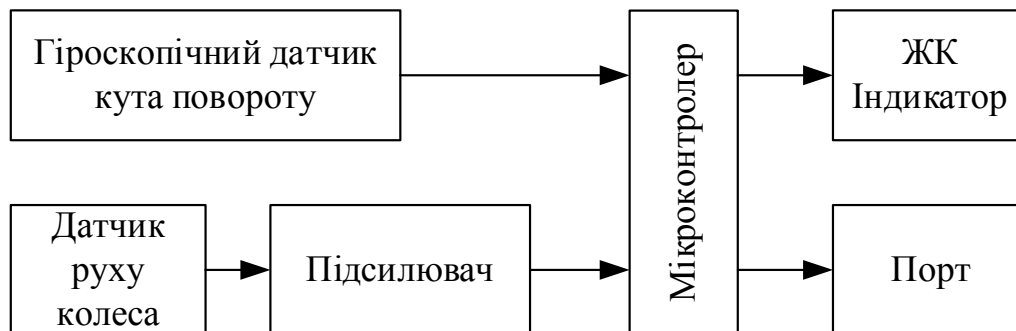 Гіроскопічний датчик
кута повороту
Мікроконтролер
ЖК
Індикатор
Датчик
руху
колеса
Підсилювач
Порт